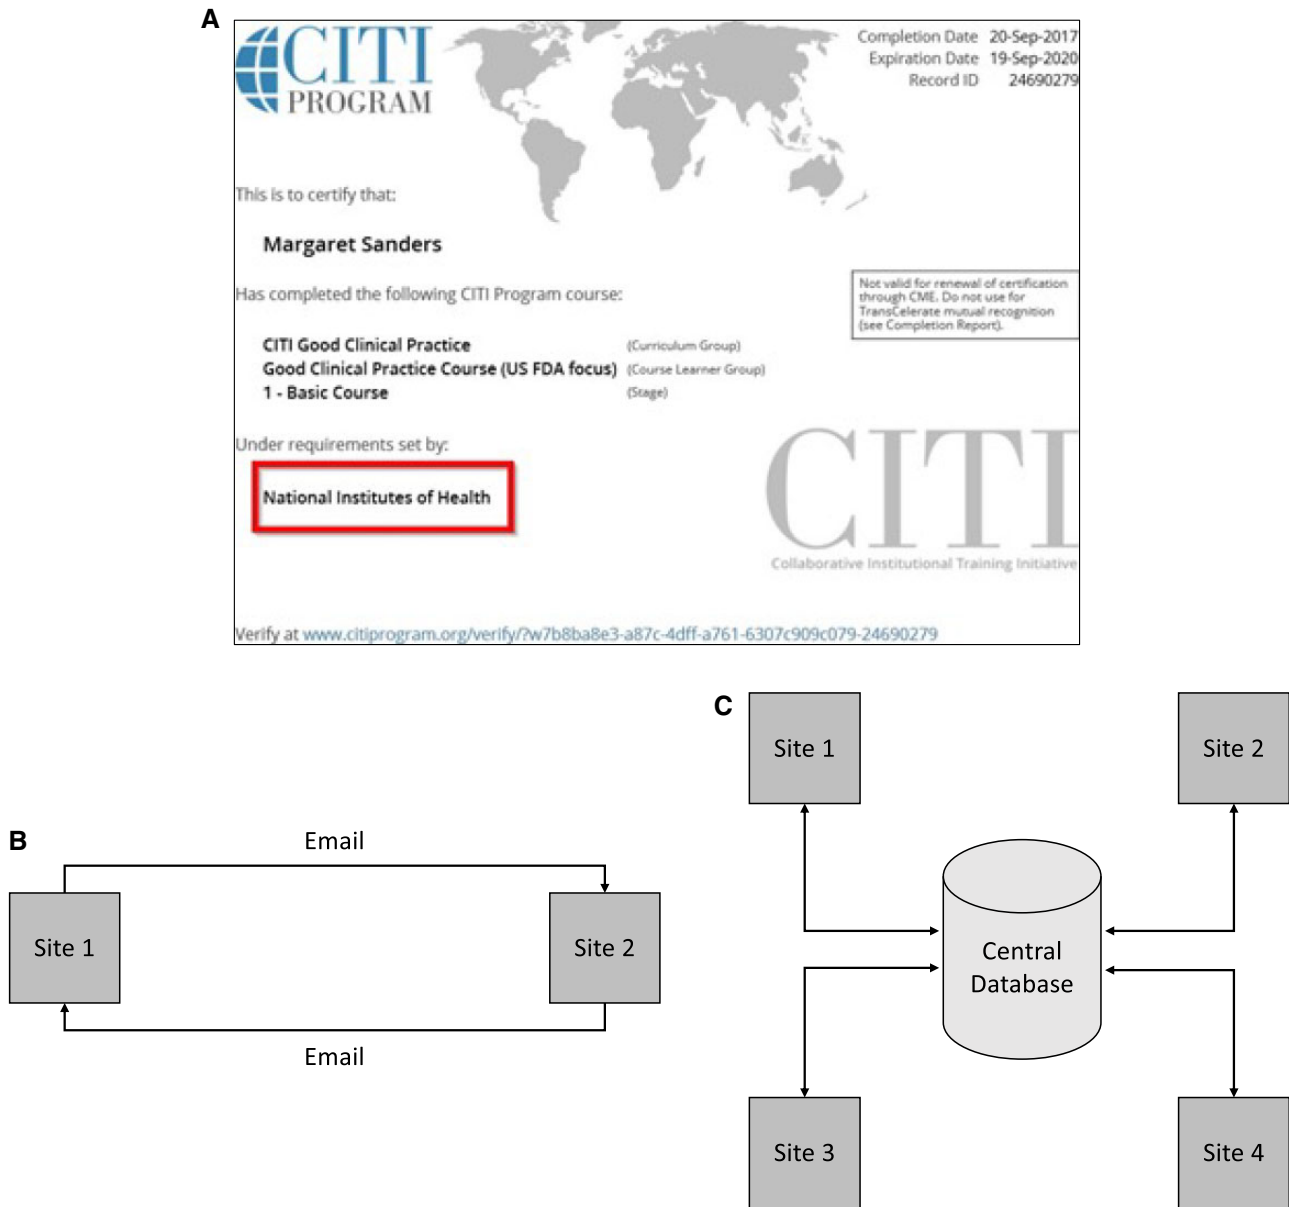 A
CITI
PROGRAM
Completion Date 20-Sep-2017
Expiration Date 19-Sep-2020
Record ID 24690279
This is to certify that:
Margaret Sanders
Has completed the following CITI Program course:
Not valid for renewal of certification
through CME. Do not use for
TransCelerate mutual recognition
(see Completion Report).
CITI Good Clinical Practice (Curriculum Group)
Good Clinical Practice Course (US FDA focus) (Course Learner Group)
1 - Basic Course (Stage)
Under requirements set by:
National Institutes of Health
CITI
Collaborative Institutional Training Initiative
Verify at www.citiprogram.org/verify/?w7b8ba8e3-a87c-4dff-a761-6307c909c079-24690279
B
Email
Site 1
Site 2
Email
C
Site 1
Site 2
Central
Database
Site 3
Site 4